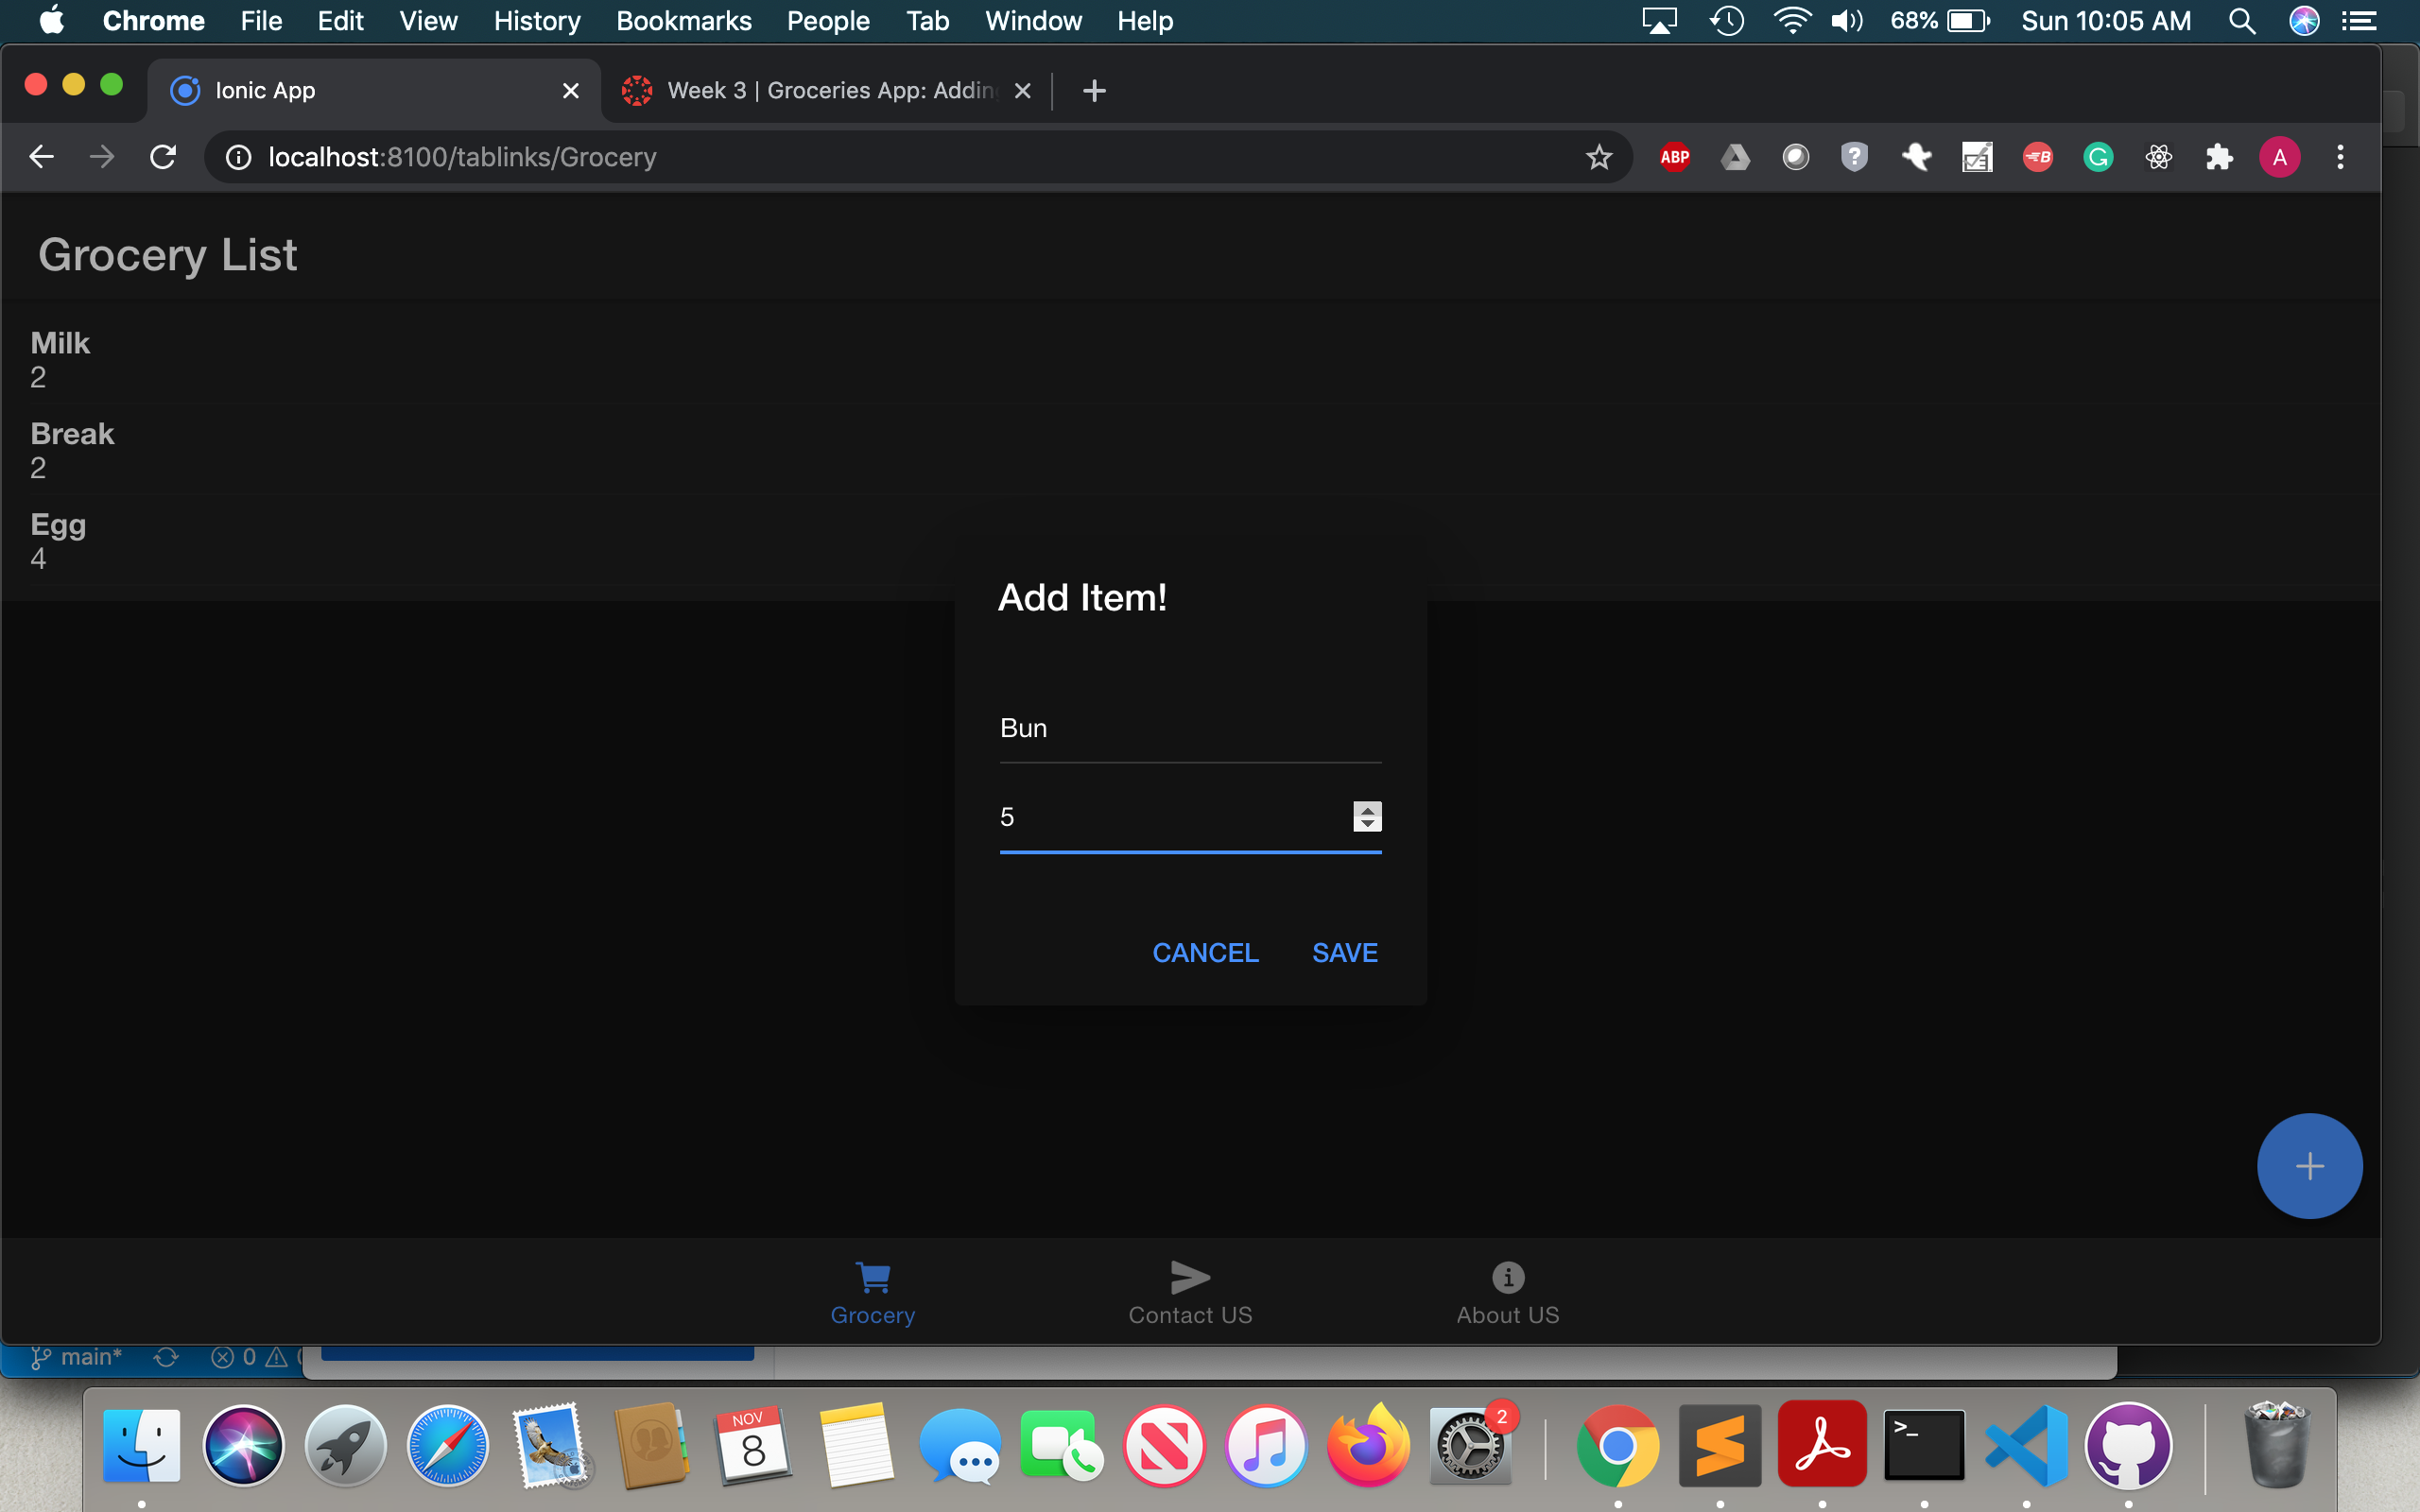 Chrome File Edit View History Bookmarks People Tab Window Help 68% Sun 10:05 AM
Ionic App
Week 3 | Groceries App: Adding
localhost:8100/tablinks/Grocery
ABP
B
G
A
Grocery List
Milk
2
Break
2
Egg
4
Add Item!
Bun
5
CANCEL SAVE
Grocery
Contact US
About US
main* 0
NOV
8
2
>_